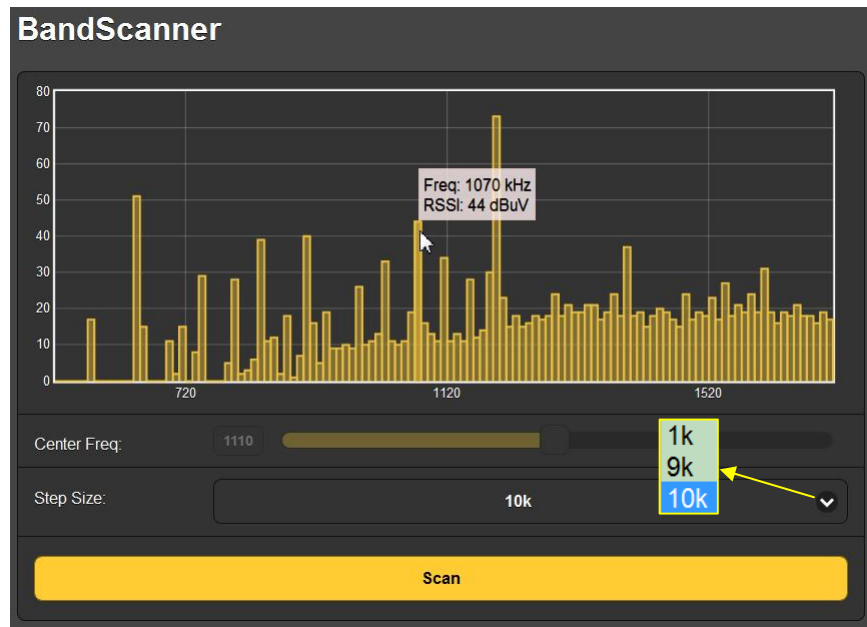 BandScanner
80
70
60
50
40
30
20
10
0
Freq: 1070 kHz
RSSI: 44 dBuV
720 1120 1520
Center Freq: 1110
1k
9k
10k
Step Size: 10k
Scan